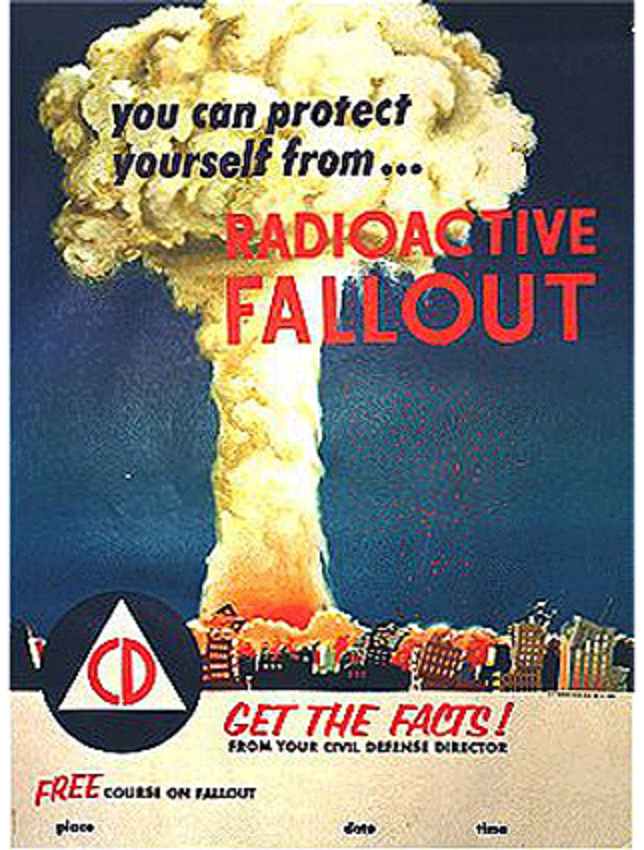 you can protect
yourself from...
RADIOACTIVE
FALLOUT
CD
GET THE FACTS!
FROM YOUR CIVIL DEFENSE DIRECTOR
FREE COURSE ON FALLOUT
place date time